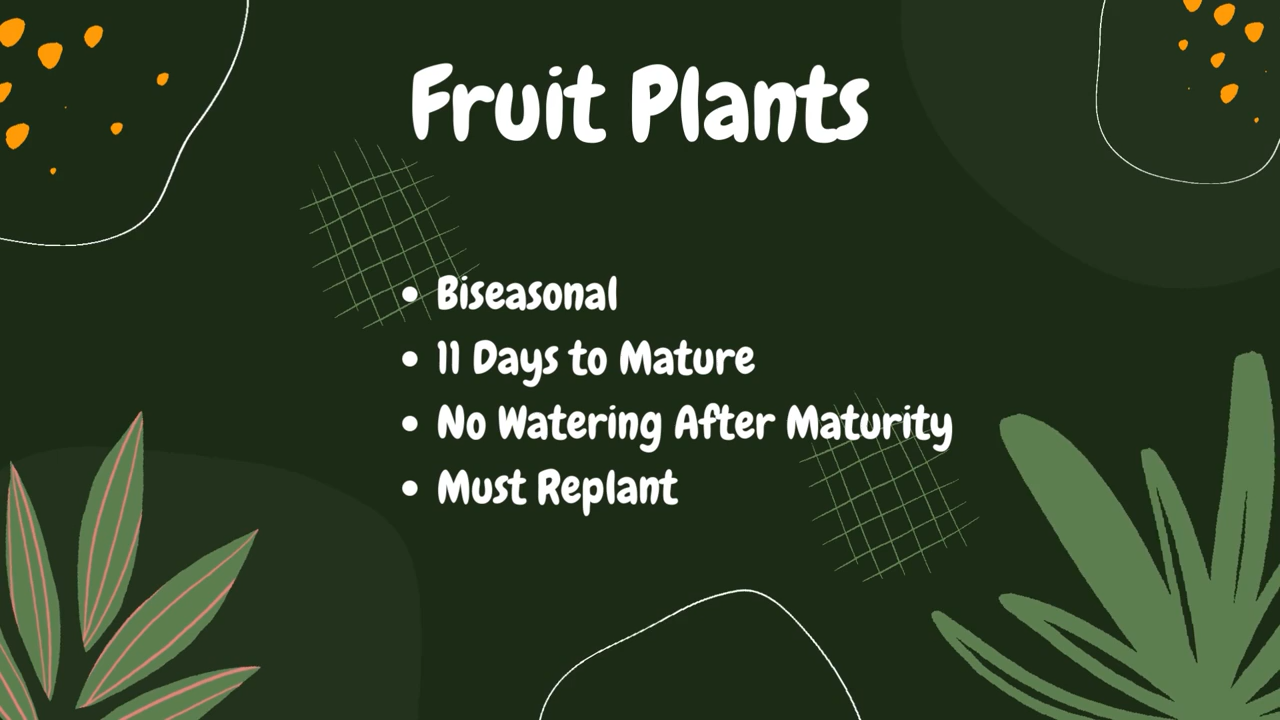 Fruit Plants
• Biseasonal
• 11 Days to Mature
• No Watering After Maturity
• Must Replant